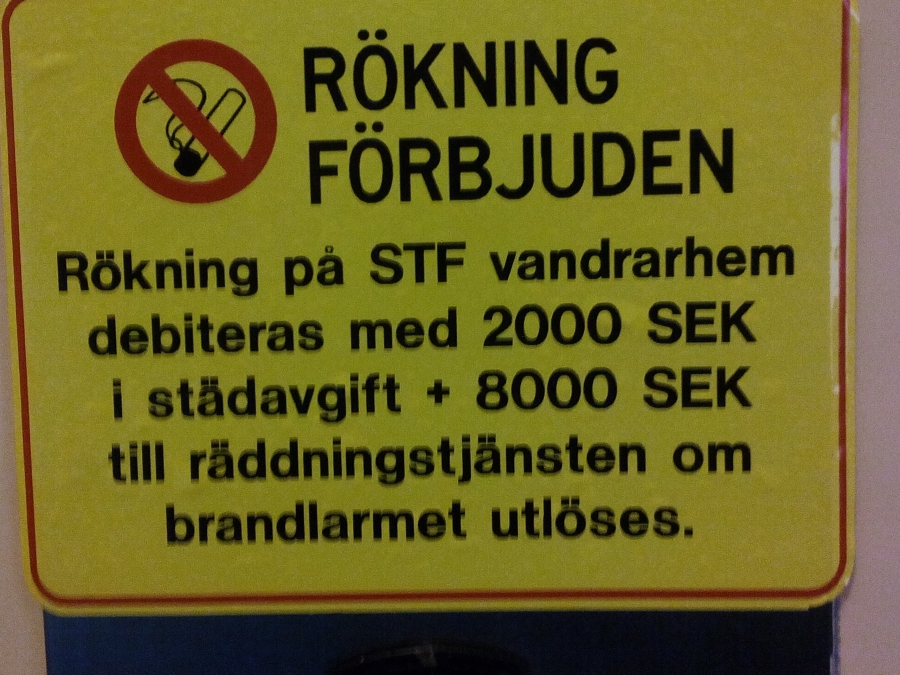 RÖKNING
FÖRBJUDEN
Rökning på STF vandrarhem
debiteras med 2000 SEK
i städavgift + 8000 SEK
till räddningstjänsten om
brandlarmet utlöses.